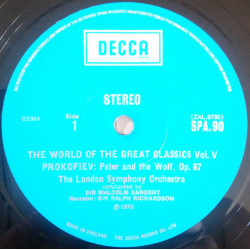 DECCA
STEREO
GEMA
Side
1
(ZAL.9790)
SPA.90
THE WORLD OF THE GREAT CLASSICS Vol. V
PROKOFIEV: Peter and the Wolf, Op. 67
The London Symphony Orchestra
conducted by
SIR MALCOLM SARGENT
Narrator: SIR RALPH RICHARDSON
MADE IN ENGLAND
THE DECCA RECORD CO. LTD.